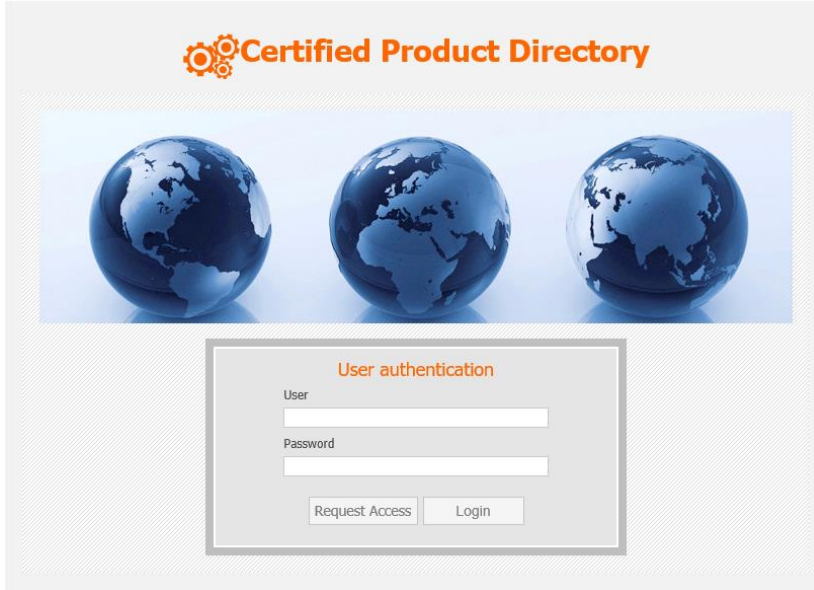 Certified Product Directory
User authentication
User
Password
Request Access Login